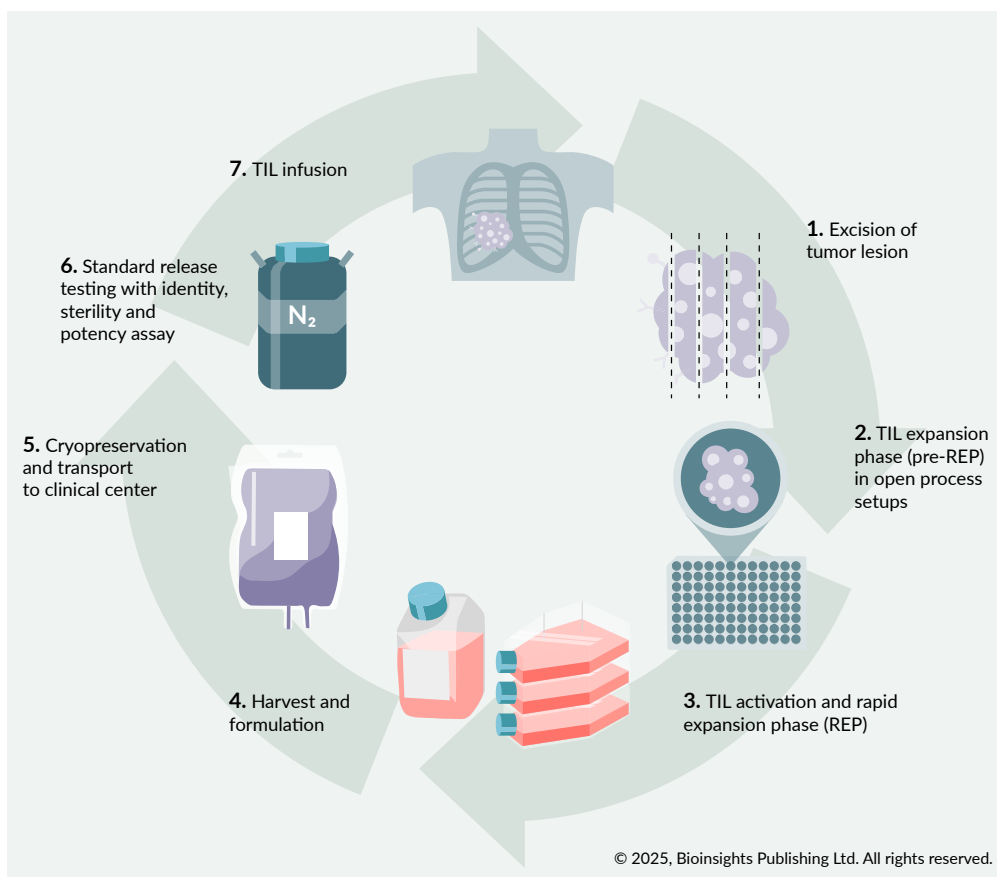 7. TIL infusion
1. Excision of
tumor lesion
6. Standard release
testing with identity,
sterility and
potency assay
N₂
5. Cryopreservation
and transport
to clinical center
2. TIL expansion
phase (pre-REP)
in open process
setups
4. Harvest and
formulation
3. TIL activation and rapid
expansion phase (REP)
© 2025, Bioinsights Publishing Ltd. All rights reserved.